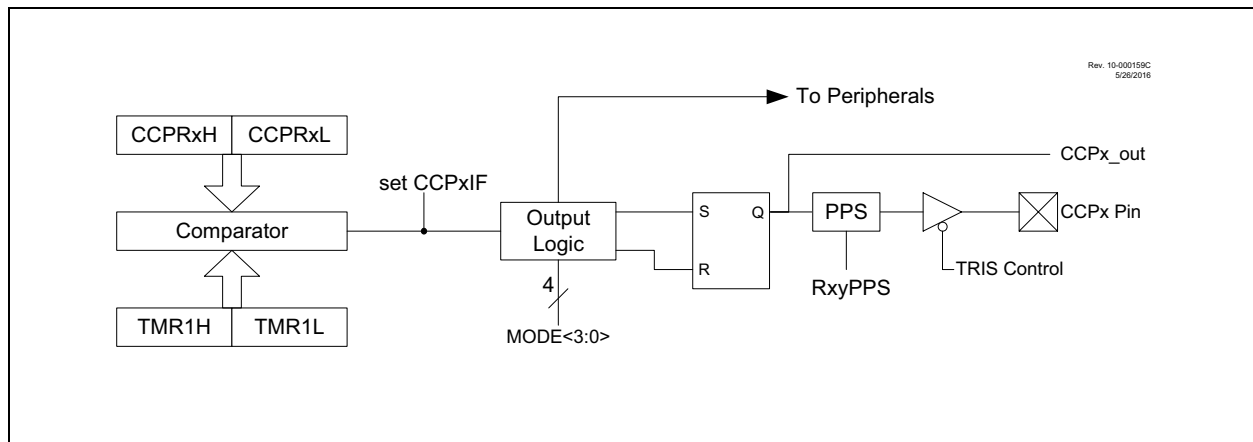 Rev. 10-000159C
5/26/2016
To Peripherals
CCPRxH CCPRxL
CCPx_out
set CCPxIF
S Q
PPS
CCPx Pin
Comparator
Output
Logic
R
TRIS Control
4
RxyPPS
TMR1H TMR1L
MODE<3:0>